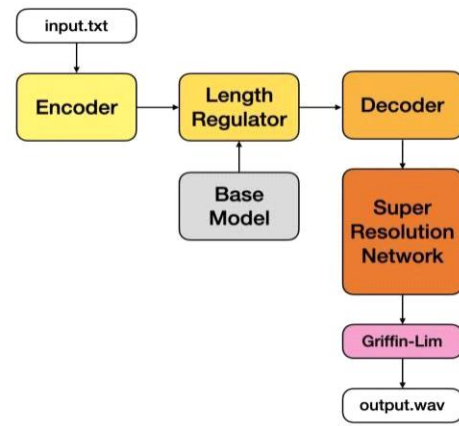 input.txt
Encoder
Length
Regulator
Decoder
Base
Model
Super
Resolution
Network
Griffin-Lim
output.wav